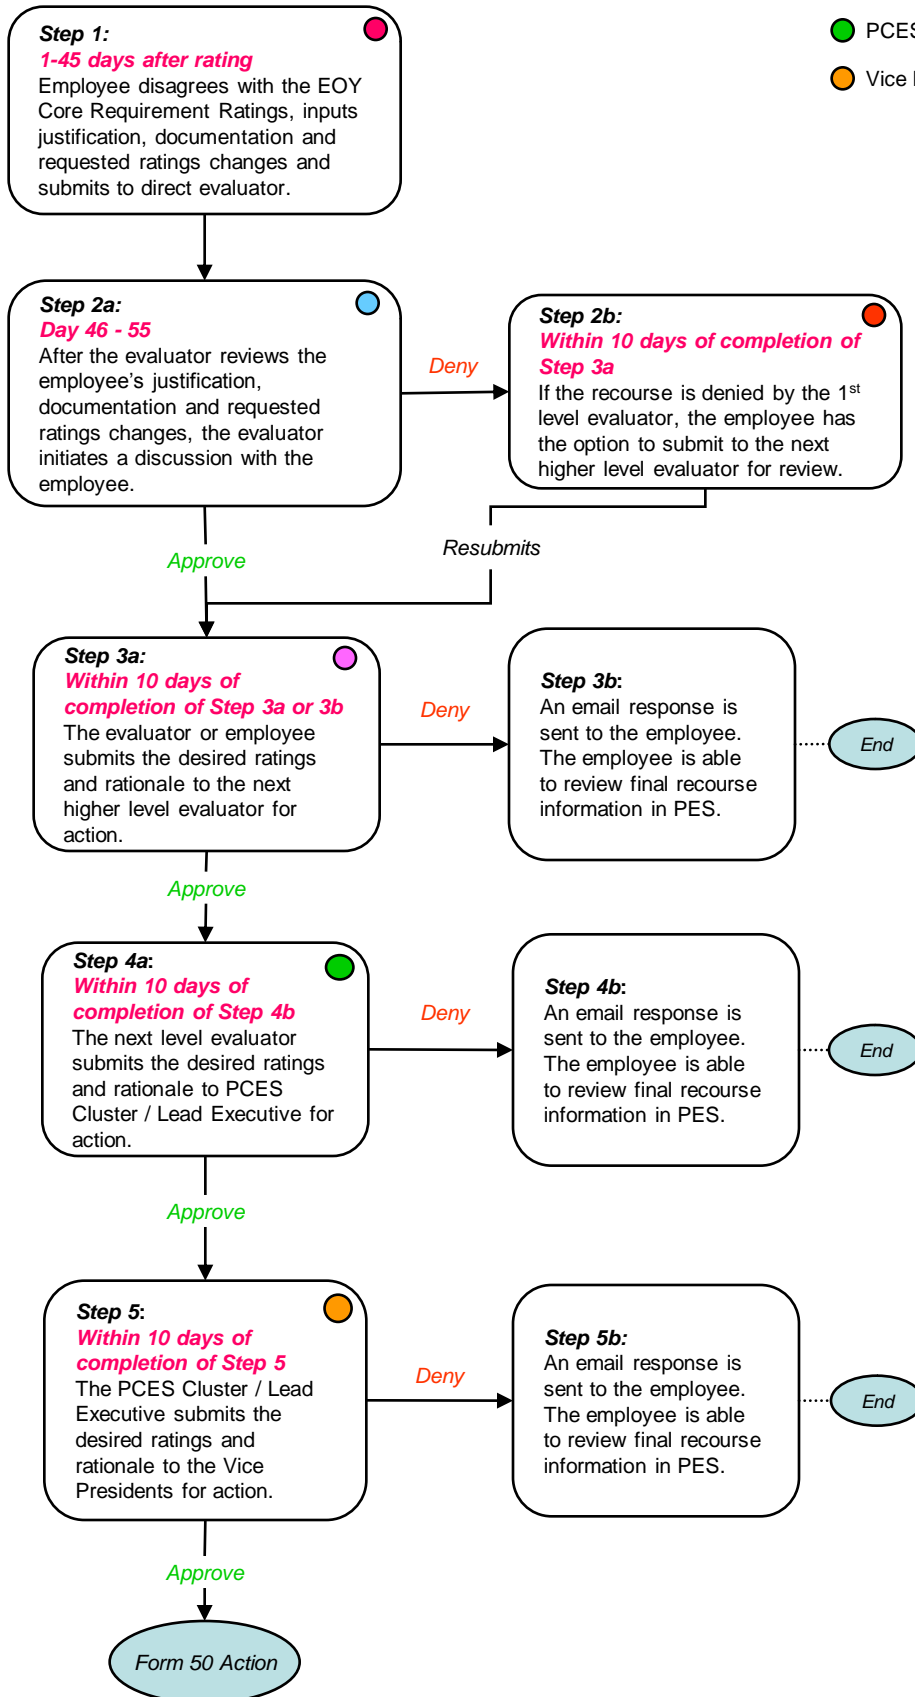 Step 1:
1-45 days after rating
Employee disagrees with the EOY
Core Requirement Ratings, inputs
justification, documentation and
requested ratings changes and
submits to direct evaluator.
PCES
Vice
Step 2a:
Day 46 - 55
After the evaluator reviews the
employee's justification,
documentation and requested
ratings changes, the evaluator
initiates a discussion with the
employee.
Deny
Step 2b:
Within 10 days of completion of
Step 3a
If the recourse is denied by the 1st
level evaluator, the employee has
the option to submit to the next
higher level evaluator for review.
Approve
Resubmits
Step 3a:
Within 10 days of
completion of Step 3a or 3b
The evaluator or employee
submits the desired ratings
and rationale to the next
higher level evaluator for
action.
Deny
Step 3b:
An email response is
sent to the employee.
The employee is able
to review final recourse
information in PES.
End
Approve
Step 4a:
Within 10 days of
completion of Step 4b
The next level evaluator
submits the desired ratings
and rationale to PCES
Cluster / Lead Executive for
action.
Deny
Step 4b:
An email response is
sent to the employee.
The employee is able
to review final recourse
information in PES.
End
Approve
Step 5:
Within 10 days of
completion of Step 5
The PCES Cluster / Lead
Executive submits the
desired ratings and
rationale to the Vice
Presidents for action.
Deny
Step 5b:
An email response is
sent to the employee.
The employee is able
to review final recourse
information in PES.
End
Approve
Form 50 Action